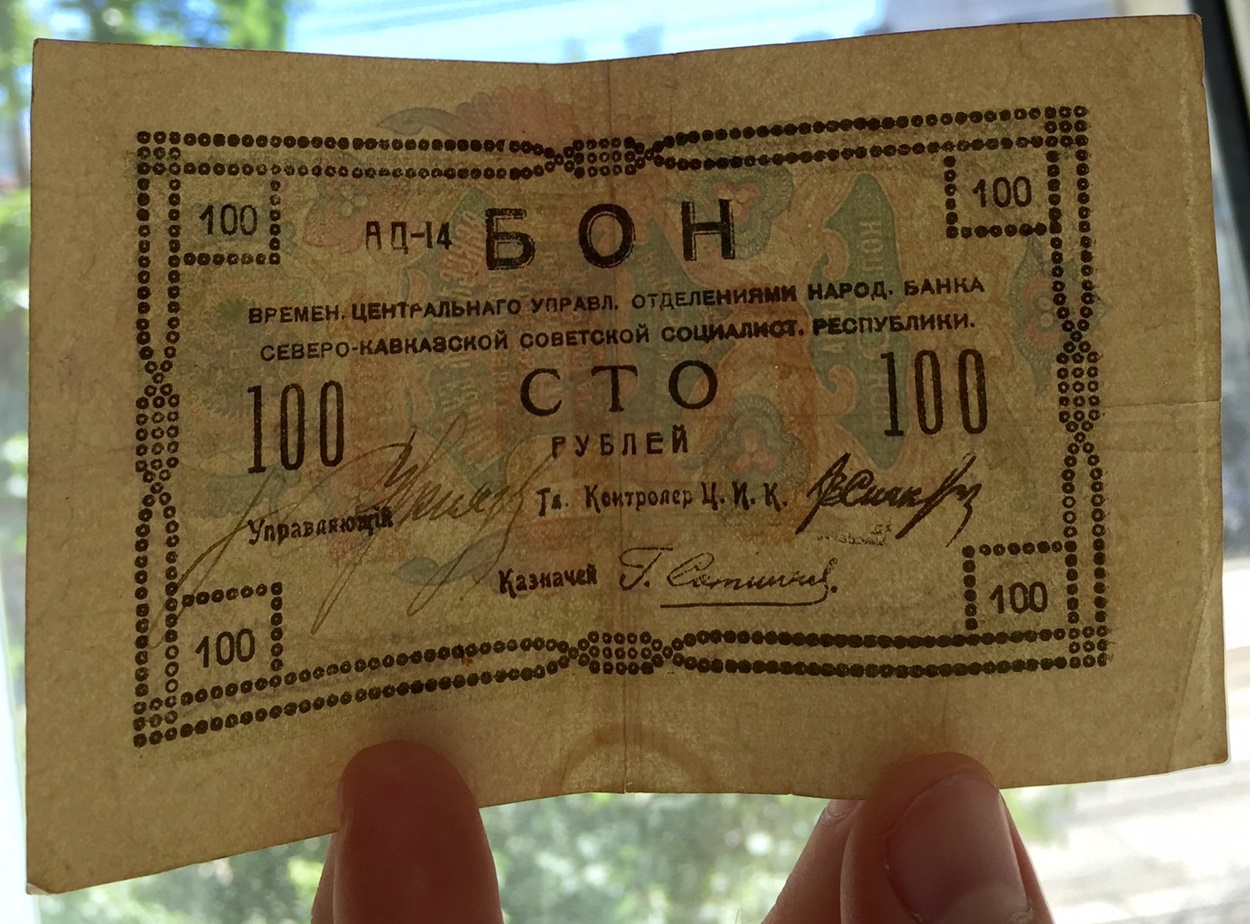 100 100
АД-14 БОН
ВРЕМЕН. ЦЕНТРАЛЬНАГО УПРАВЛ. ОТДЕЛЕНИЯМИ НАРОД. БАНКА
СЕВЕРО-КАВКАЗСКОЙ СОВЕТСКОЙ СОЦИАЛИСТ. РЕСПУБЛИКИ.
100 СТО 100
РУБЛЕЙ
Управляющій Гл. Контролер Ц. И. К.
Казначей
100 100